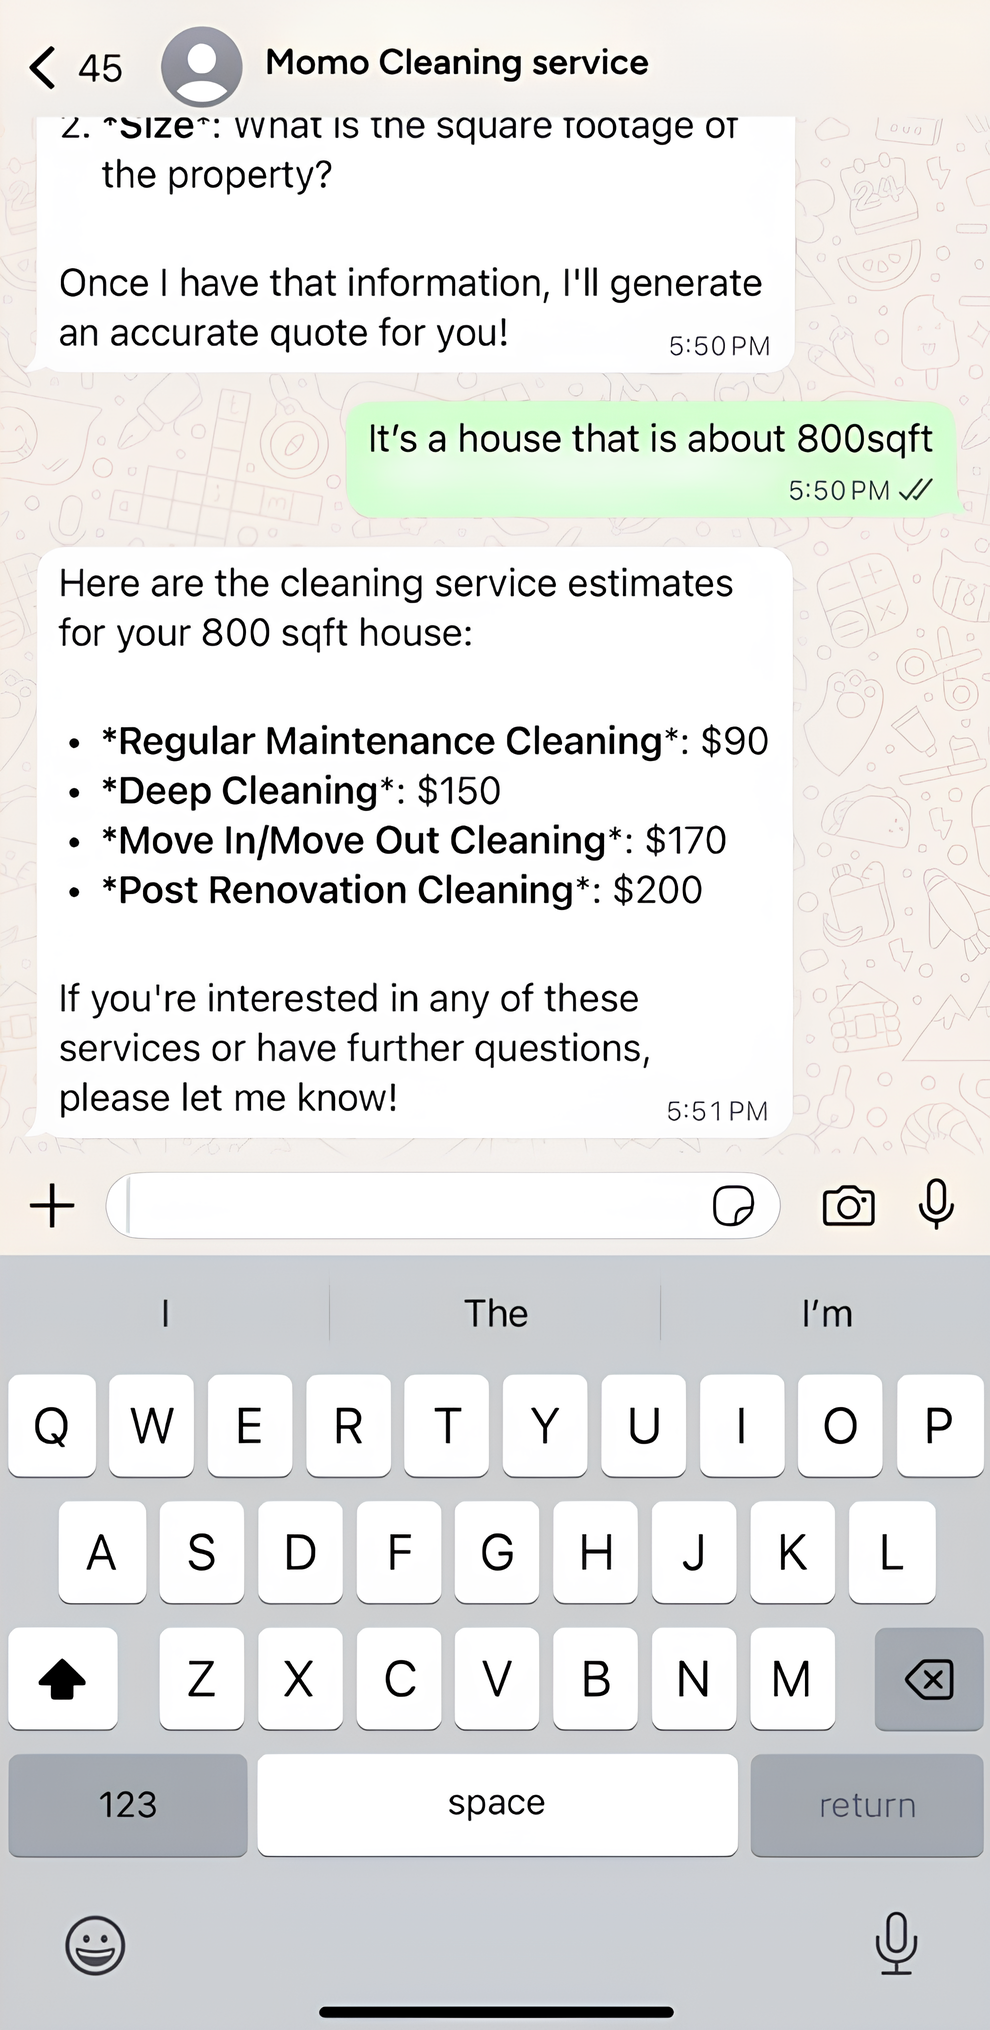 45 Momo Cleaning service
2. *Size*: What is the square footage of
the property?
Once I have that information, I'll generate
an accurate quote for you!
5:50 PM
It’s a house that is about 800sqft
5:50 PM
Here are the cleaning service estimates
for your 800 sqft house:
• *Regular Maintenance Cleaning*: $90
• *Deep Cleaning*: $150
• *Move In/Move Out Cleaning*: $170
• *Post Renovation Cleaning*: $200
If you're interested in any of these
services or have further questions,
please let me know!
5:51 PM
I The I’m
Q W E R T Y U I O P
A S D F G H J K L
Z X C V B N M
123 space return